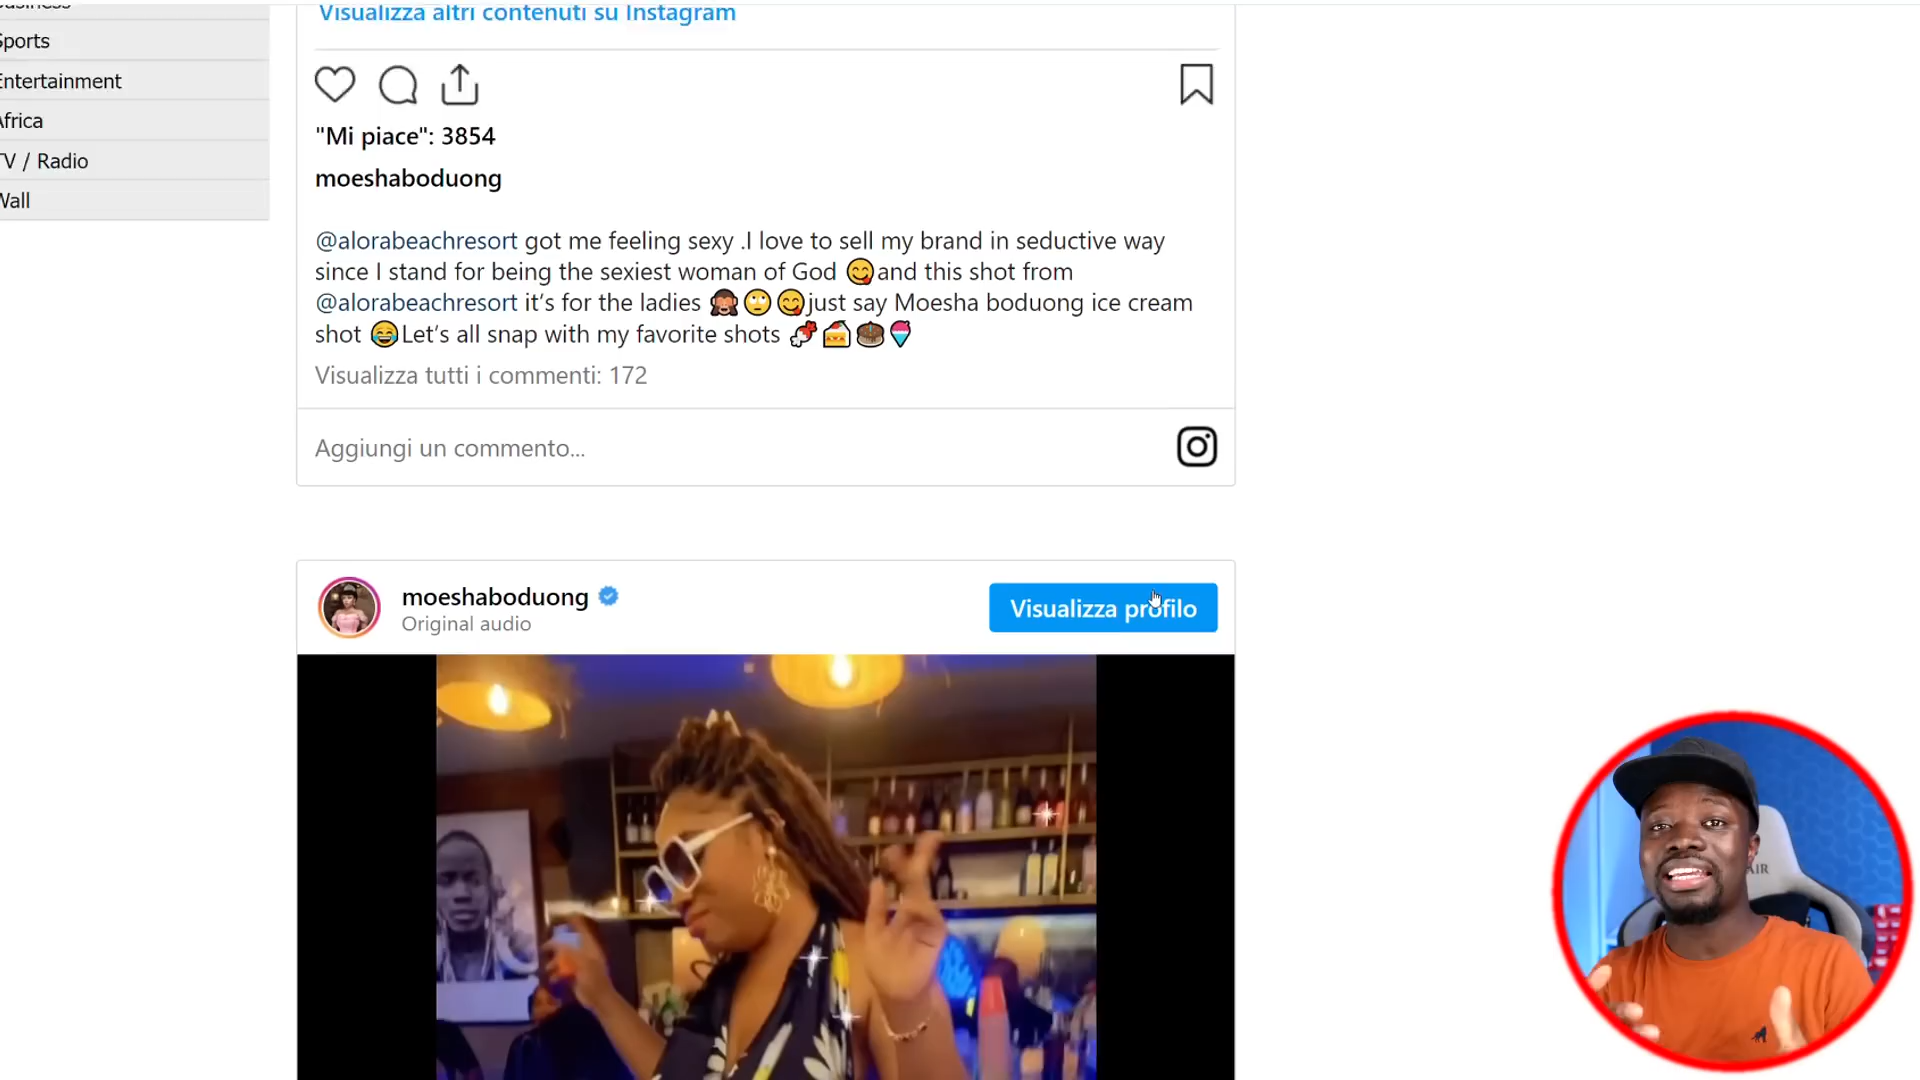 Visualizza altri contenuti su Instagram
Sports
Entertainment
Africa
TV / Radio
Wall
"Mi piace": 3854
moeshaboduong
@alorabeachresort got me feeling sexy .I love to sell my brand in seductive way
since I stand for being the sexiest woman of God 😋and this shot from
@alorabeachresort it’s for the ladies 🙈🙄😋just say Moesha boduong ice cream
shot 😂Let’s all snap with my favorite shots 🍖🍰🎂🍧
Visualizza tutti i commenti: 172
Aggiungi un commento...
moeshaboduong
Original audio
Visualizza profilo